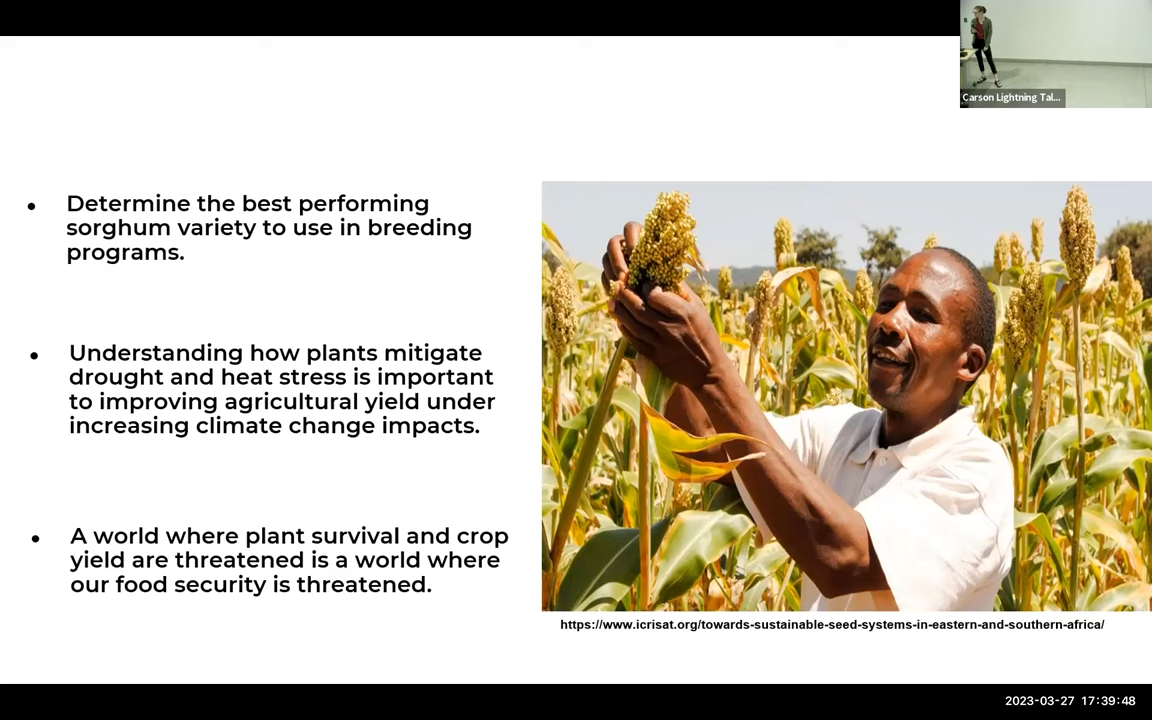 Carson Lightning Tal...
• Determine the best performing
sorghum variety to use in breeding
programs.
• Understanding how plants mitigate
drought and heat stress is important
to improving agricultural yield under
increasing climate change impacts.
• A world where plant survival and crop
yield are threatened is a world where
our food security is threatened.
https://www.icrisat.org/towards-sustainable-seed-systems-in-eastern-and-southern-africa/
2023-03-27 17:39:48